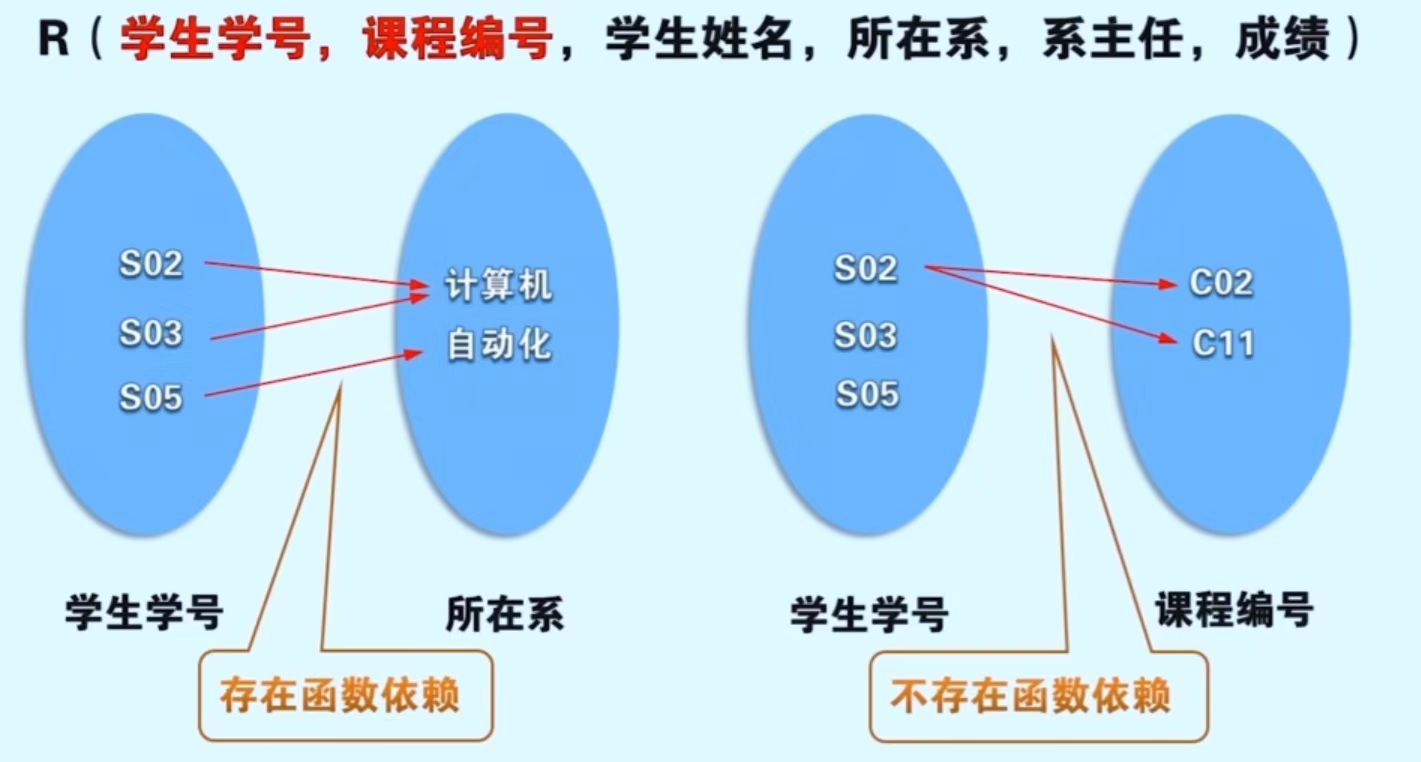 R（学生学号，课程编号，学生姓名，所在系，系主任，成绩）
S02
S03
S05
计算机
自动化
学生学号
所在系
存在函数依赖
S02
S03
S05
C02
C11
学生学号
课程编号
不存在函数依赖